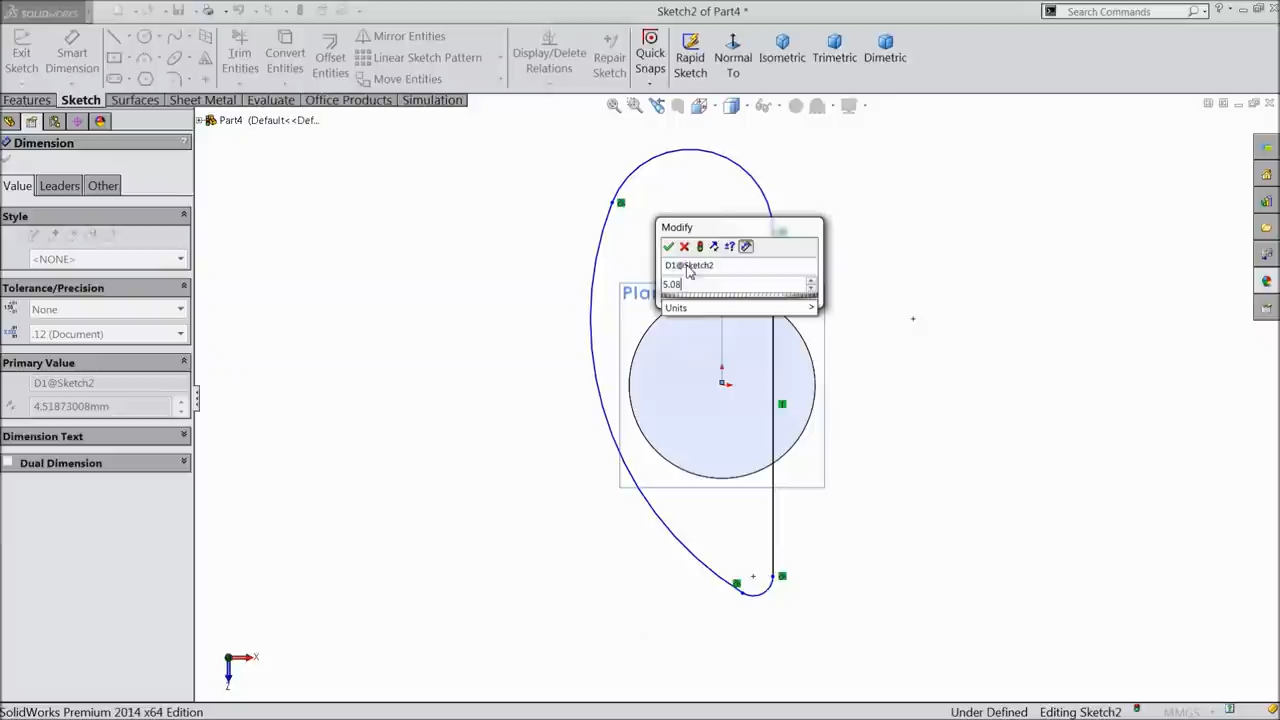 SOLIDWORKS
Sketch2 of Part4 *
Search Commands
Exit
Sketch
Smart
Dimension
Trim
Entities
Convert
Entities
Offset
Entities
Mirror Entities
Linear Sketch Pattern
Move Entities
Display/Delete
Relations
Repair
Sketch
Quick
Snaps
Rapid
Sketch
Normal
To
Isometric
Trimetric
Dimetric
Features
Sketch
Surfaces
Sheet Metal
Evaluate
Office Products
Simulation
Part4 (Default<<Def...
Dimension
Value
Leaders
Other
Style
<NONE>
Tolerance/Precision
None
.12 (Document)
Primary Value
D1@Sketch2
4.51873008mm
Dimension Text
Dual Dimension
Modify
D1@Sketch2
5.08
Units
Pla
X
Z
SolidWorks Premium 2014 x64 Edition
Under Defined
Editing Sketch2
MMGS